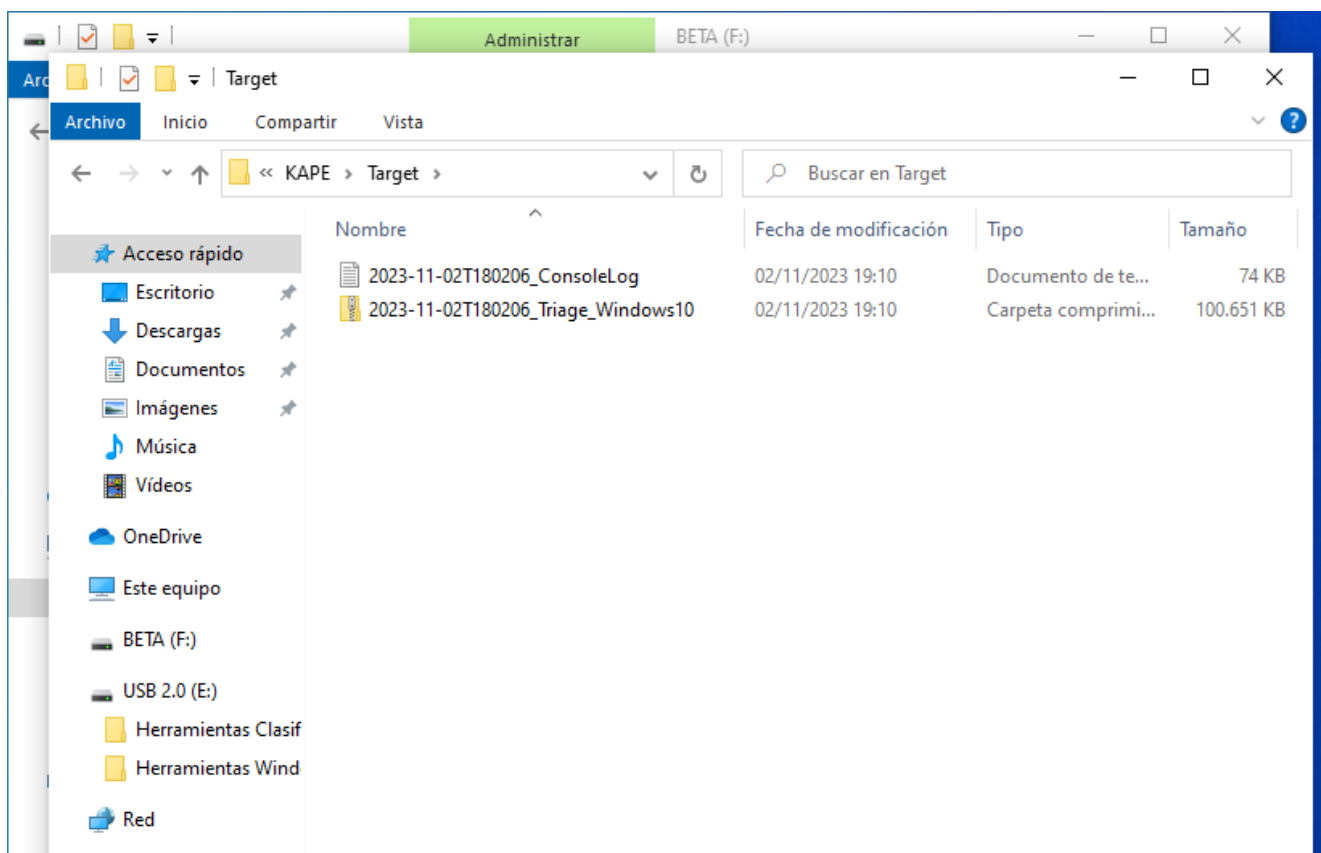 Administrar BETA (F:)
Arc
Target
Archivo Inicio Compartir Vista
« KAPE > Target > Buscar en Target
Nombre Fecha de modificación Tipo Tamaño
Acceso rápido
2023-11-02T180206_ConsoleLog 02/11/2023 19:10 Documento de te... 74 KB
Escritorio
2023-11-02T180206_Triage_Windows10 02/11/2023 19:10 Carpeta comprimi... 100.651 KB
Descargas
Documentos
Imágenes
Música
Vídeos
OneDrive
Este equipo
BETA (F:)
USB 2.0 (E:)
Herramientas Clasif
Herramientas Wind
Red